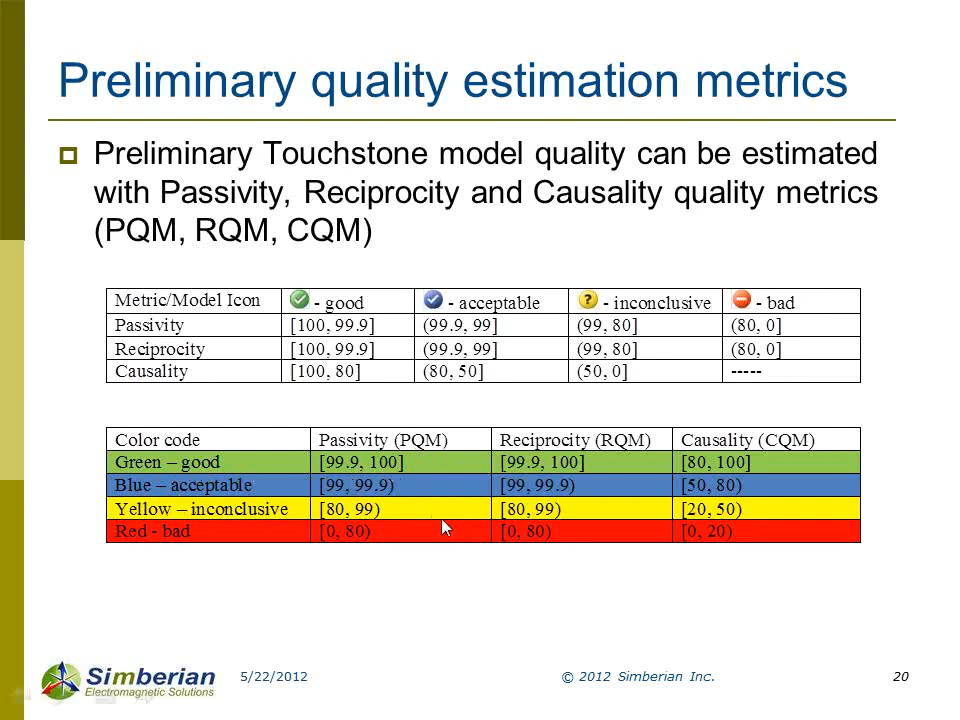 Preliminary quality estimation metrics
Preliminary Touchstone model quality can be estimated
with Passivity, Reciprocity and Causality quality metrics
(PQM, RQM, CQM)
Metric/Model Icon - good - acceptable - inconclusive - bad
Passivity [100, 99.9] (99.9, 99] (99, 80] (80, 0]
Reciprocity [100, 99.9] (99.9, 99] (99, 80] (80, 0]
Causality [100, 80] (80, 50] (50, 0] -----
Color code Passivity (PQM) Reciprocity (RQM) Causality (CQM)
Green – good [99.9, 100] [99.9, 100] [80, 100]
Blue – acceptable [99, 99.9) [99, 99.9) [50, 80)
Yellow – inconclusive [80, 99) [80, 99) [20, 50)
Red - bad [0, 80) [0, 80) [0, 20)
Simberian
Electromagnetic Solutions
5/22/2012 © 2012 Simberian Inc. 20